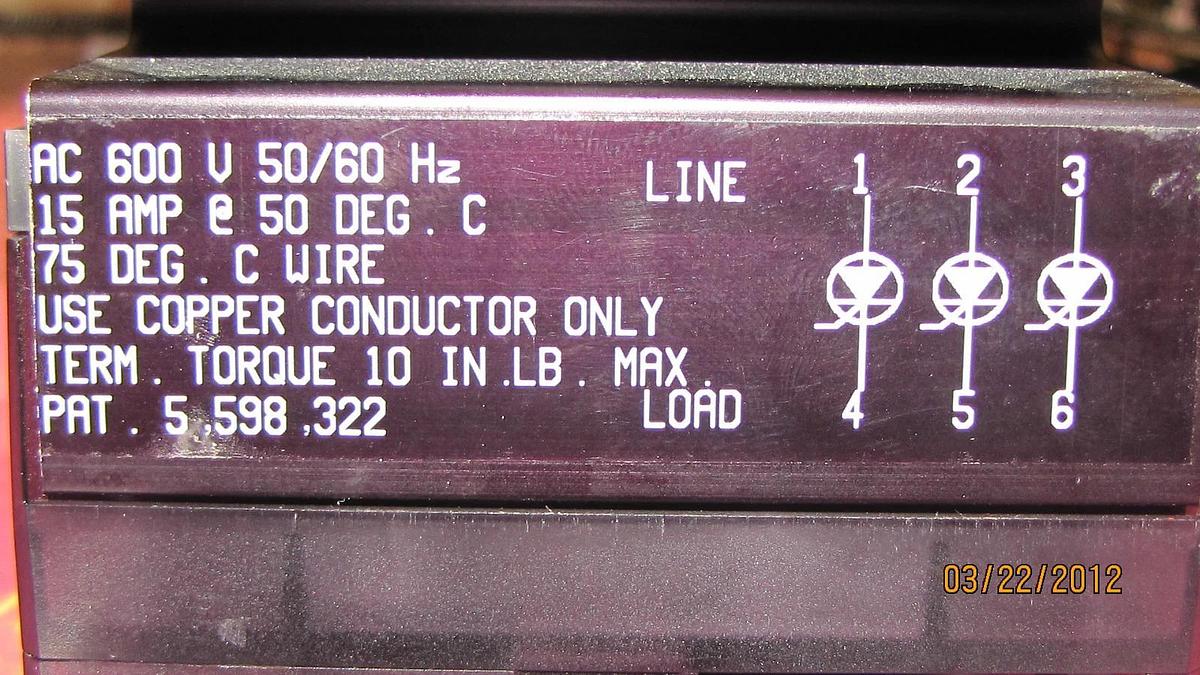 AC 600 V 50/60 Hz
15 AMP @ 50 DEG. C
75 DEG. C WIRE
USE COPPER CONDUCTOR ONLY
TERM. TORQUE 10 IN.LB. MAX.
PAT. 5,598,322
LINE 1 2 3
LOAD 4 5 6
03/22/2012